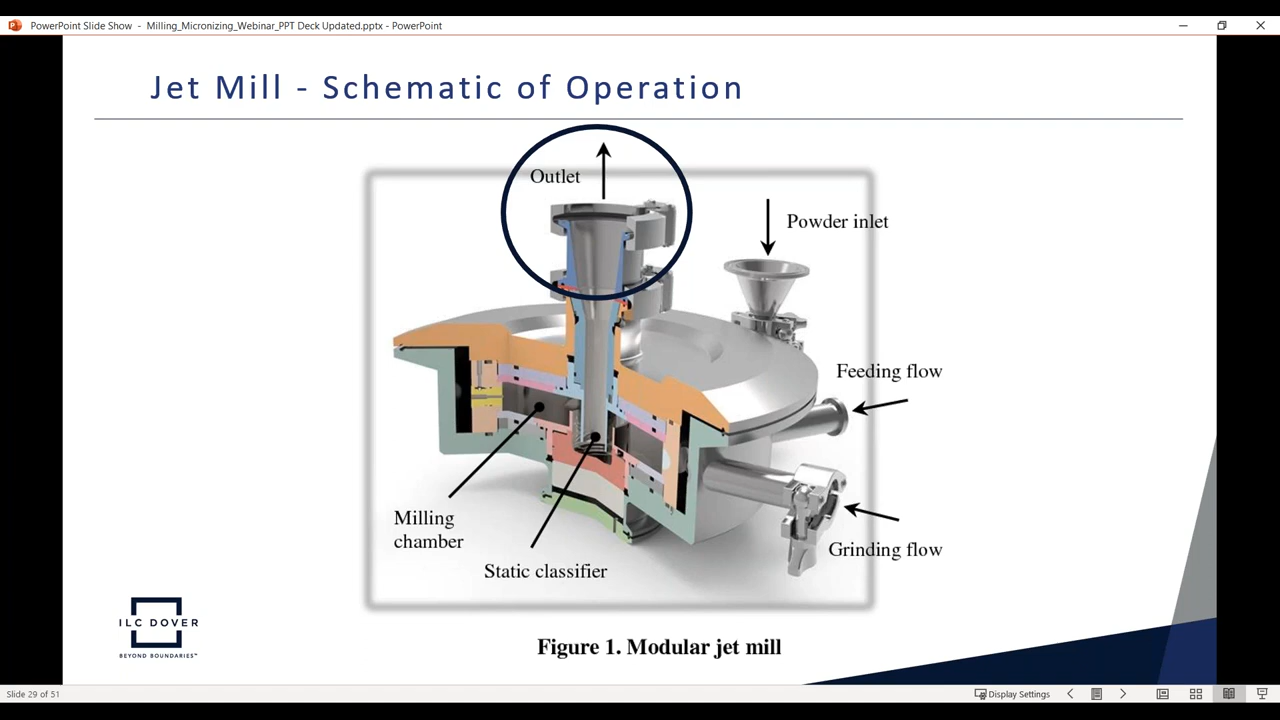 PowerPoint Slide Show - Milling_Micronizing_Webinar_PPT Deck Updated.pptx - PowerPoint
Jet Mill - Schematic of Operation
Outlet
Powder inlet
Feeding flow
Milling
chamber
Static classifier
Grinding flow
ILC DOVER
BEYOND BOUNDARIES™
Figure 1. Modular jet mill
Slide 29 of 51
Display Settings